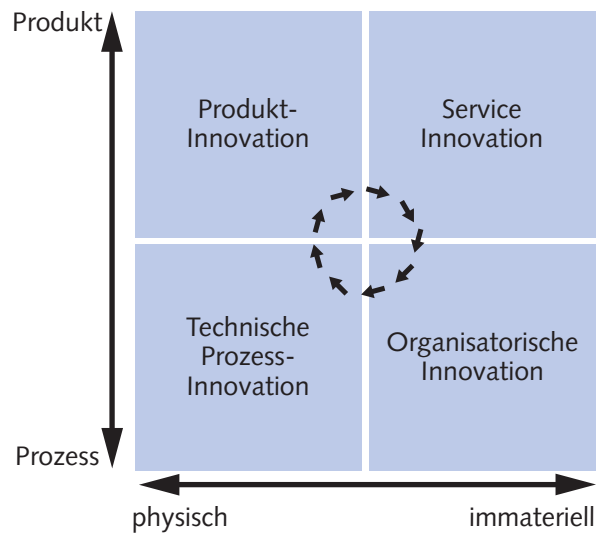 Produkt
Produkt-
Innovation
Service
Innovation
Technische
Prozess-
Innovation
Organisatorische
Innovation
Prozess
physisch
immateriell